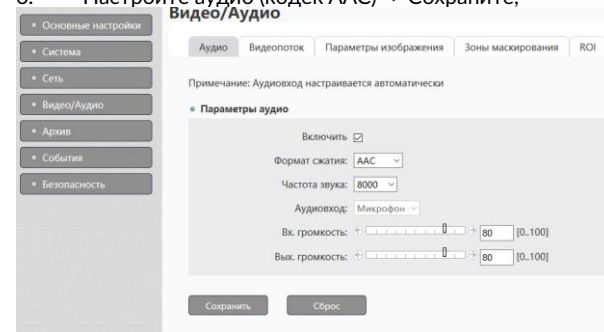 Настройте аудио (кодек AAC) -> Сохраните;
Видео/Аудио
Основные настройки
Система
Сеть
Видео/Аудио
Архив
События
Безопасность
Аудио Видеопоток Параметры изображения Зоны маскирования ROI
Примечание: Аудиовход настраивается автоматически
Параметры аудио
Включить
Формат сжатия: AAC
Частота звука: 8000
Аудиовход: Микрофон
Вх. громкость: 80 [0..100]
Вых. громкость: 80 [0..100]
Сохранить Сброс